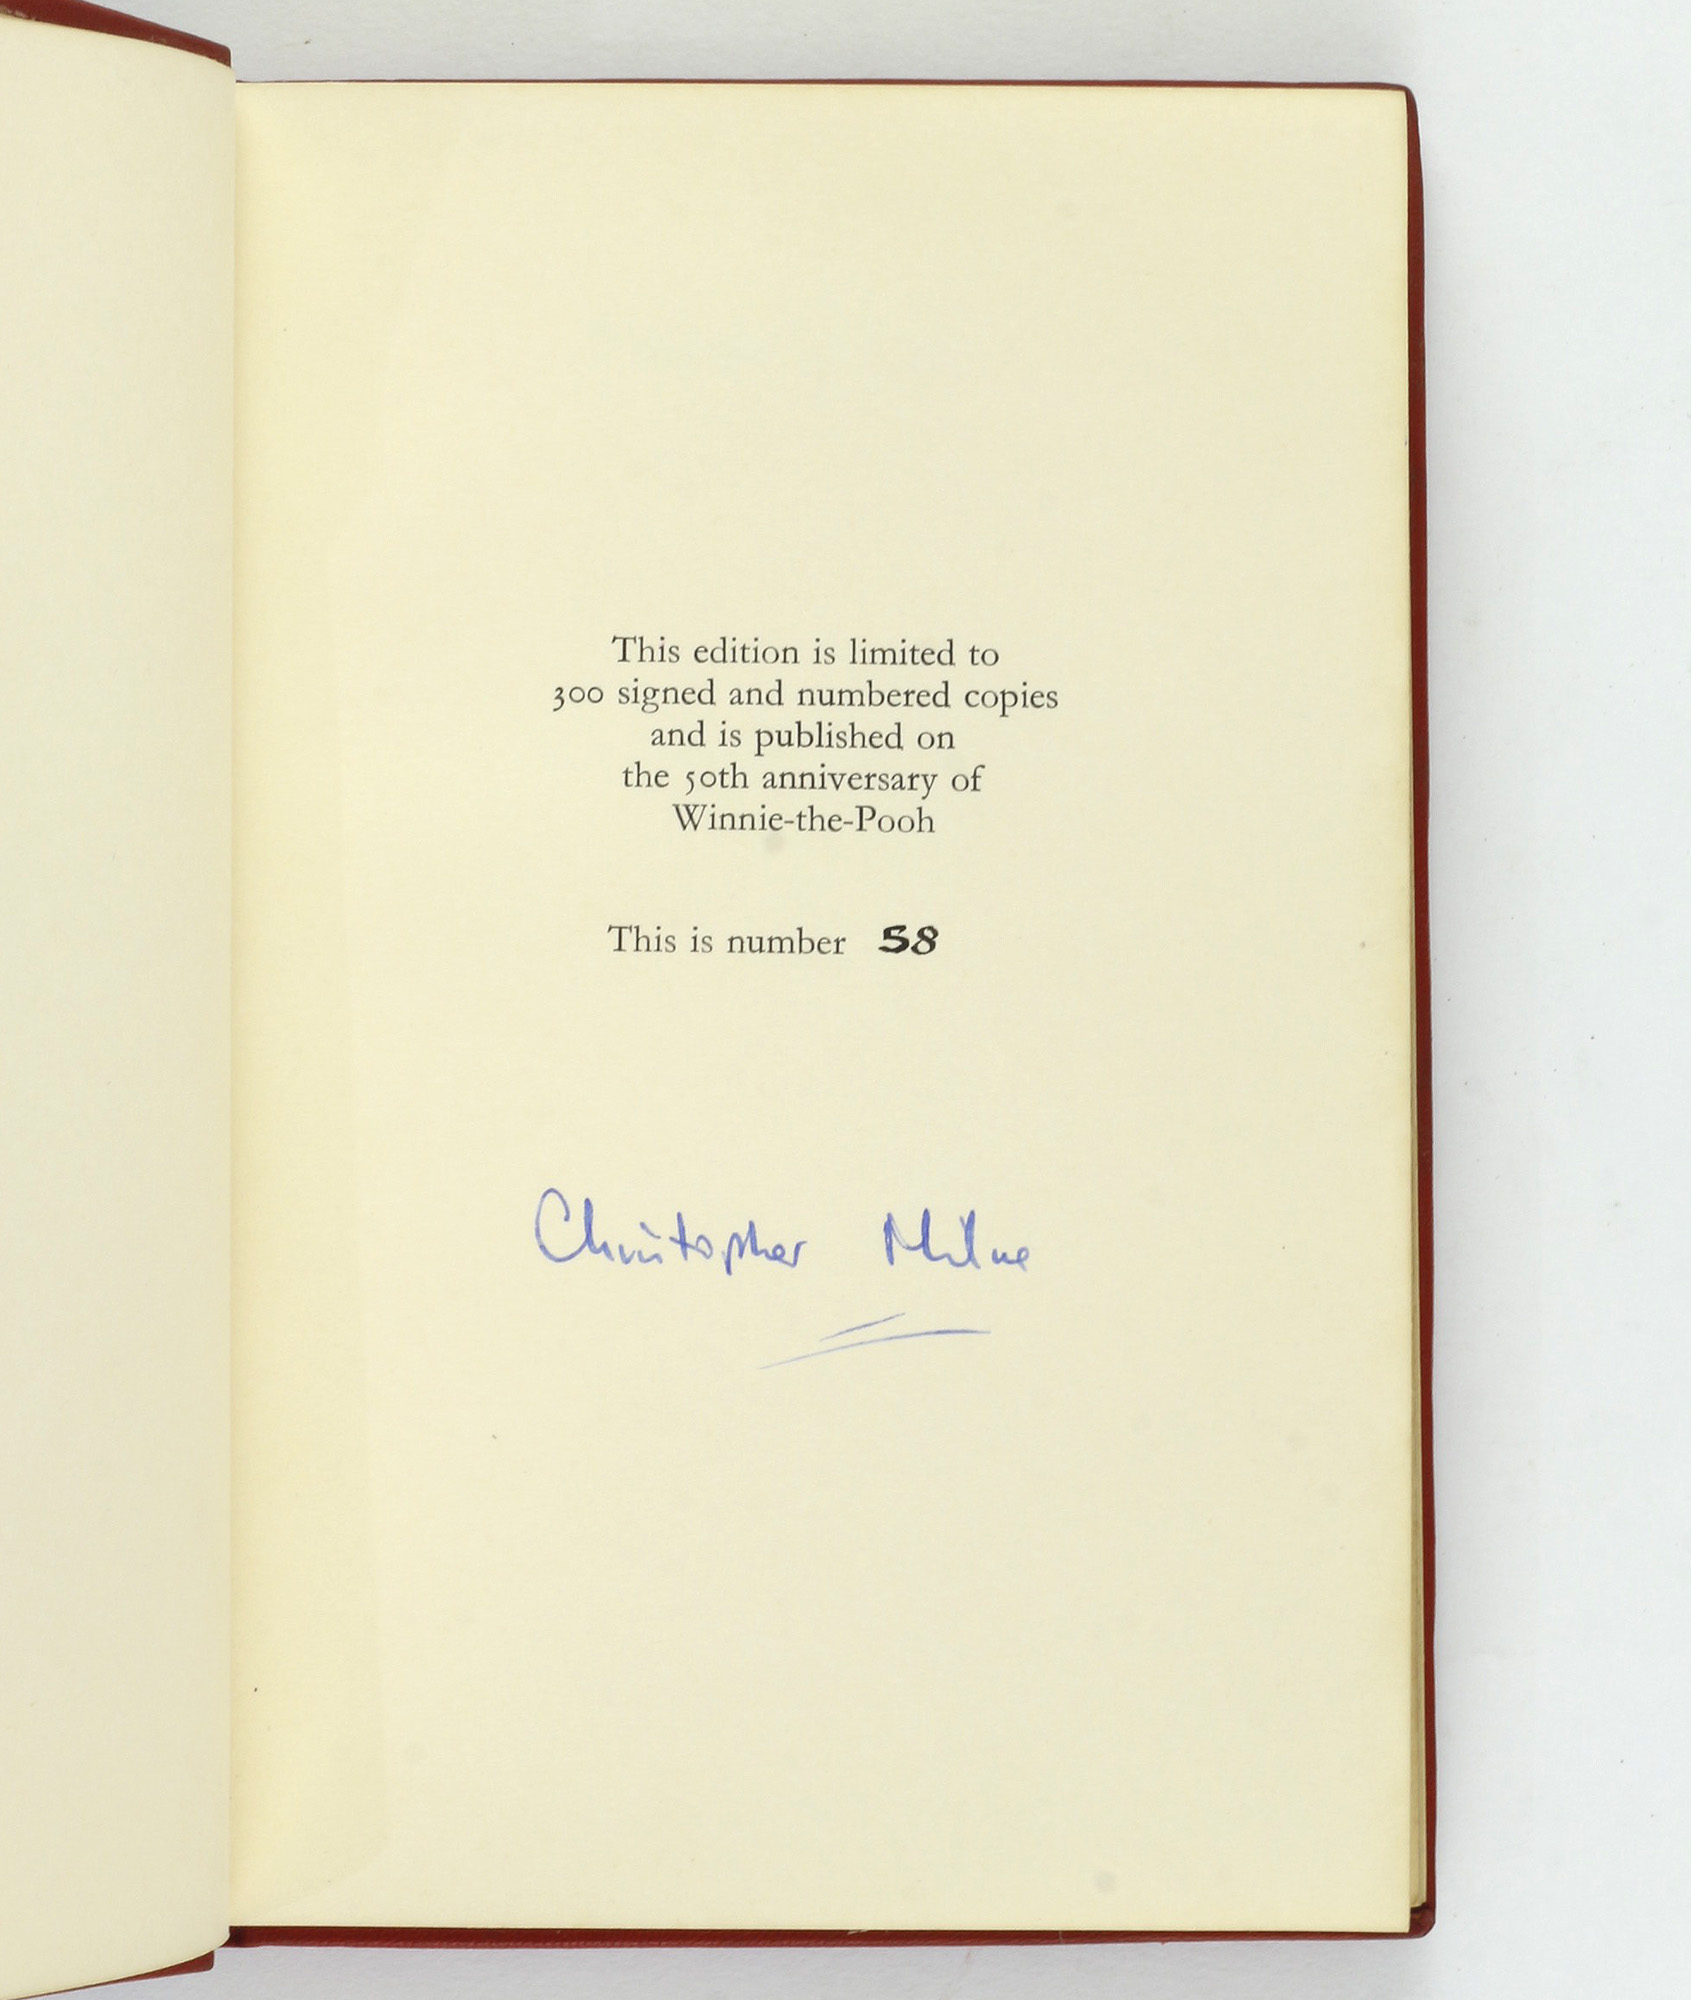 This edition is limited to
300 signed and numbered copies
and is published on
the 50th anniversary of
Winnie-the-Pooh
This is number 58
Christopher Milne